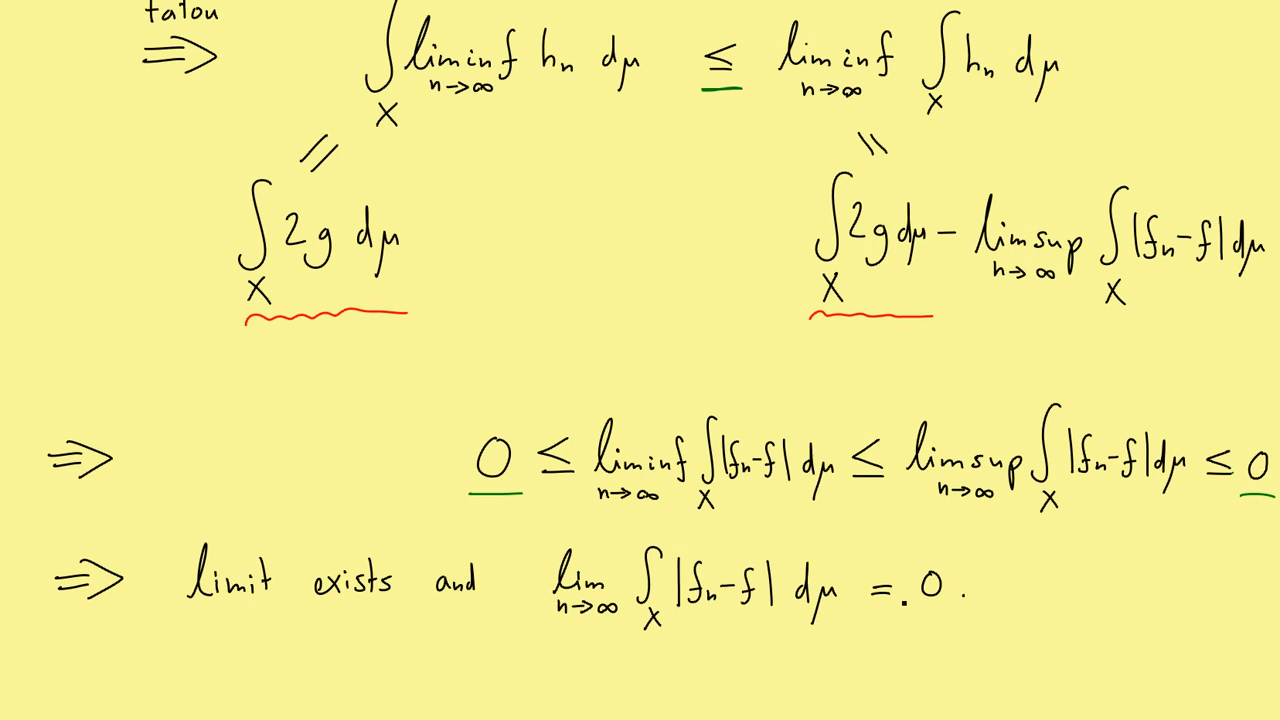 fatou
⟹ ∫_X liminf_{n→∞} h_n dμ ≤ liminf_{n→∞} ∫_X h_n dμ
= =
∫_X 2g dμ ∫_X 2g dμ − limsup_{n→∞} ∫_X |f_n−f| dμ
⟹ 0 ≤ liminf_{n→∞} ∫_X |f_n−f| dμ ≤ limsup_{n→∞} ∫_X |f_n−f| dμ ≤ 0
⟹ limit exists and lim_{n→∞} ∫_X |f_n−f| dμ = 0.